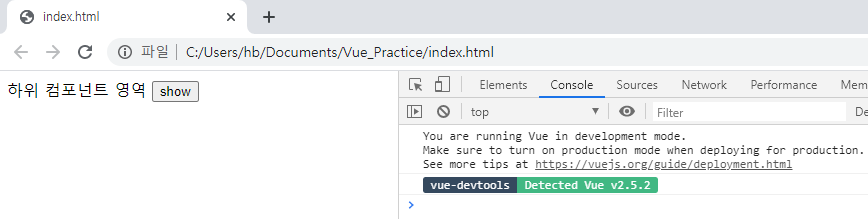 index.html
파일 C:/Users/hb/Documents/Vue_Practice/index.html
하위 컴포넌트 영역 show
Elements Console Sources Network Performance Mem
top Filter De
You are running Vue in development mode.
Make sure to turn on production mode when deploying for production.
See more tips at https://vuejs.org/guide/deployment.html
vue-devtools Detected Vue v2.5.2